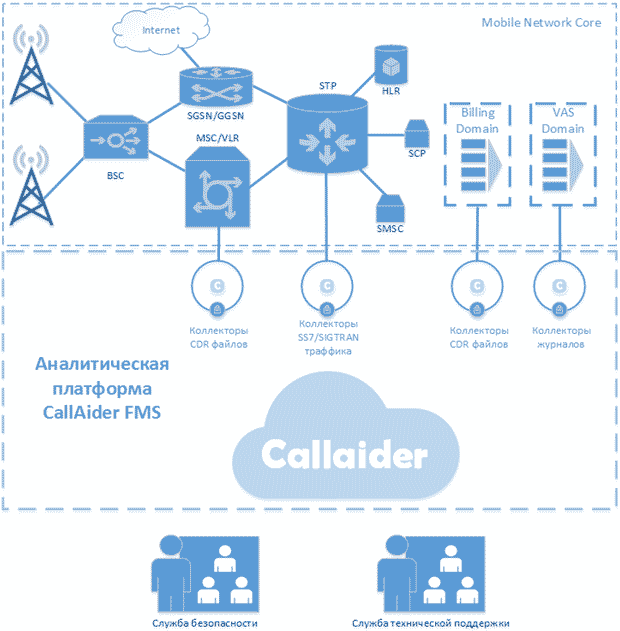 Mobile Network Core
Internet
STP
HLR
SGSN/GGSN
MSC/VLR
Billing
Domain
VAS
Domain
SCP
BSC
SMSC
C
C
C
C
Коллекторы
CDR файлов
Коллекторы
SS7/SIGTRAN
траффика
Коллекторы
CDR файлов
Коллекторы
журналов
Аналитическая
платформа
CallAider FMS
Callaider
Служба безопасности
Служба технической поддержки